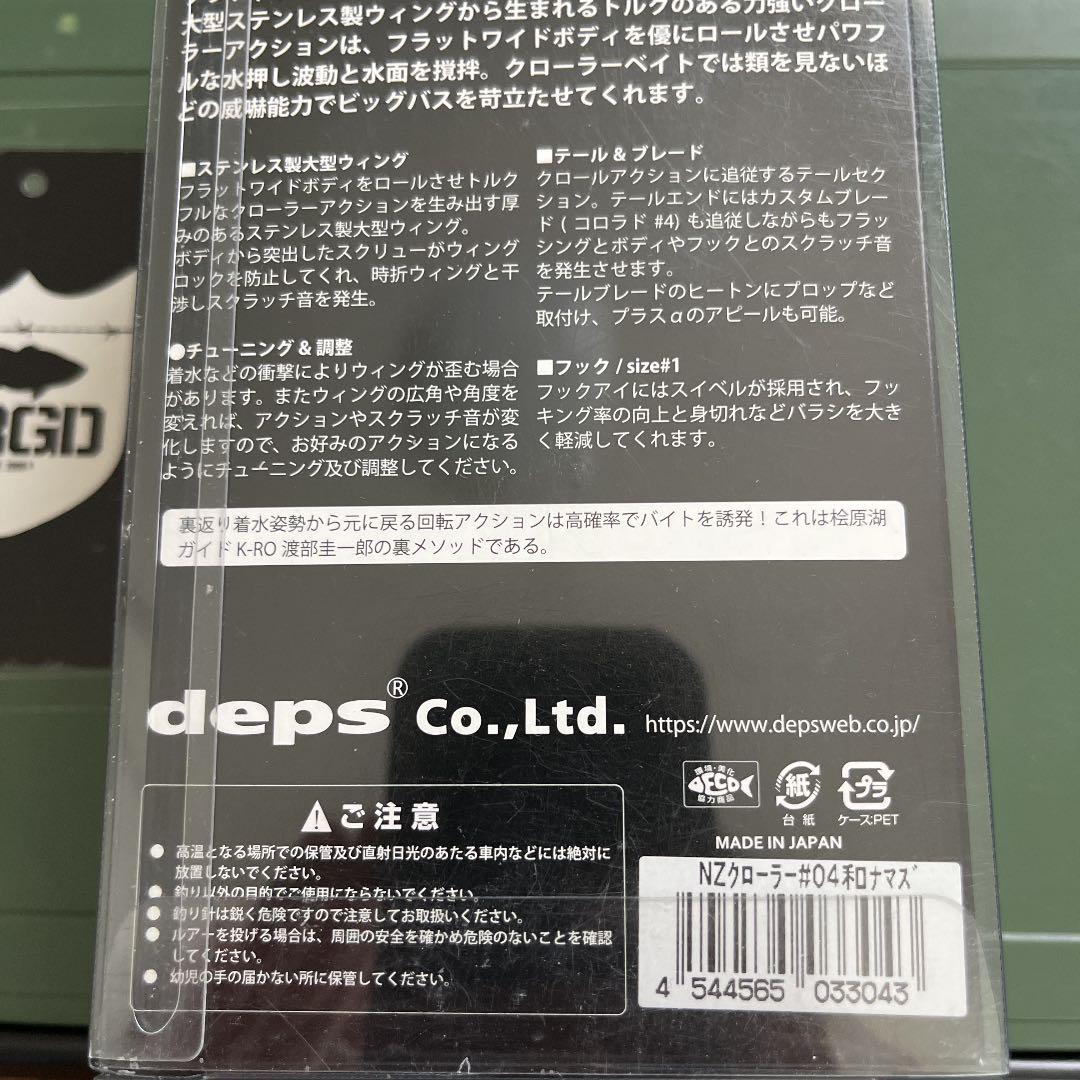 大型ステンレス製ウィングから生まれるトルクのある力強いクロー
ラーアクションは、フラットワイドボディを優にロールさせパワフ
ルな水押し波動と水面を撹拌。クローラーベイトでは類を見ないほ
どの威嚇能力でビッグバスを苛立たせてくれます。
■ステンレス製大型ウィング
フラットワイドボディをロールさせトルク
フルなクローラーアクションを生み出す厚
みのあるステンレス製大型ウィング。
ボディから突出したスクリューがウィング
ロックを防止してくれ、時折ウィングと干
渉しスクラッチ音を発生。
●チューニング & 調整
着水などの衝撃によりウィングが歪む場合
があります。またウィングの広角や角度を
変えれば、アクションやスクラッチ音が変
化しますので、お好みのアクションになる
ようにチューニング及び調整してください。
■テール & ブレード
クロールアクションに追従するテールセク
ション。テールエンドにはカスタムブレー
ド ( コロラド #4) も追従しながらもフラッ
シングとボディやフックとのスクラッチ音
を発生させます。
テールブレードのヒートンにプロップなど
取付け、プラスαのアピールも可能。
■フック / size#1
フックアイにはスイベルが採用され、フッ
キング率の向上と身切れなどバラシを大き
く軽減してくれます。
裏返り着水姿勢から元に戻る回転アクションは高確率でバイトを誘発！これは桧原湖
ガイド K-RO 渡部圭一郎の裏メソッドである。
deps® Co.,Ltd. https://www.depsweb.co.jp/
環境・美化
DECO
協力商品
紙
台 紙
プラ
ケース:PET
MADE IN JAPAN
ご注意
● 高温となる場所での保管及び直射日光のあたる車内などには絶対に
放置しないでください。
● 釣り以外の目的でご使用にならないでください。
● 釣り針は鋭く危険ですので注意してお取扱いください。
● ルアーを投げる場合は、周囲の安全を確かめ危険のないことを確認
してください。
● 幼児の手の届かない所に保管してください。
NZクローラー#04和ロナマズ
4 544565 033043
RGD